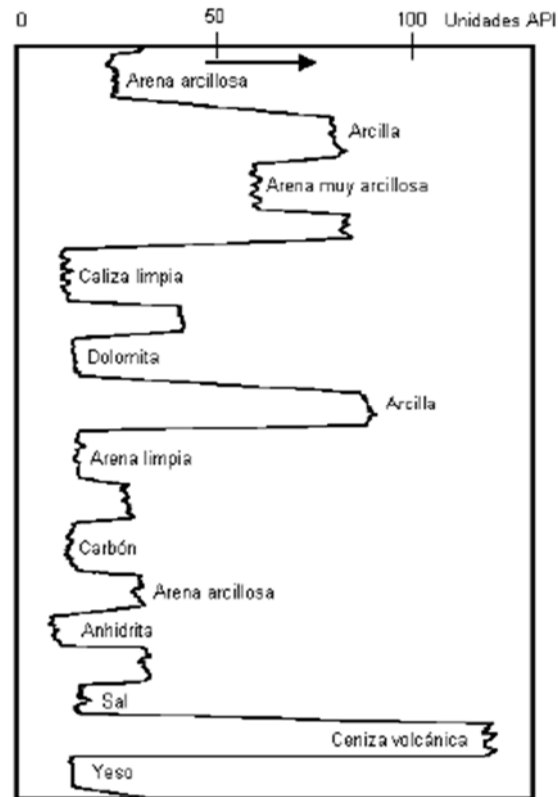 0 50 100 Unidades API
Arena arcillosa
Arcilla
Arena muy arcillosa
Caliza limpia
Dolomita
Arcilla
Arena limpia
Carbón
Arena arcillosa
Anhidrita
Sal
Ceniza volcánica
Yeso